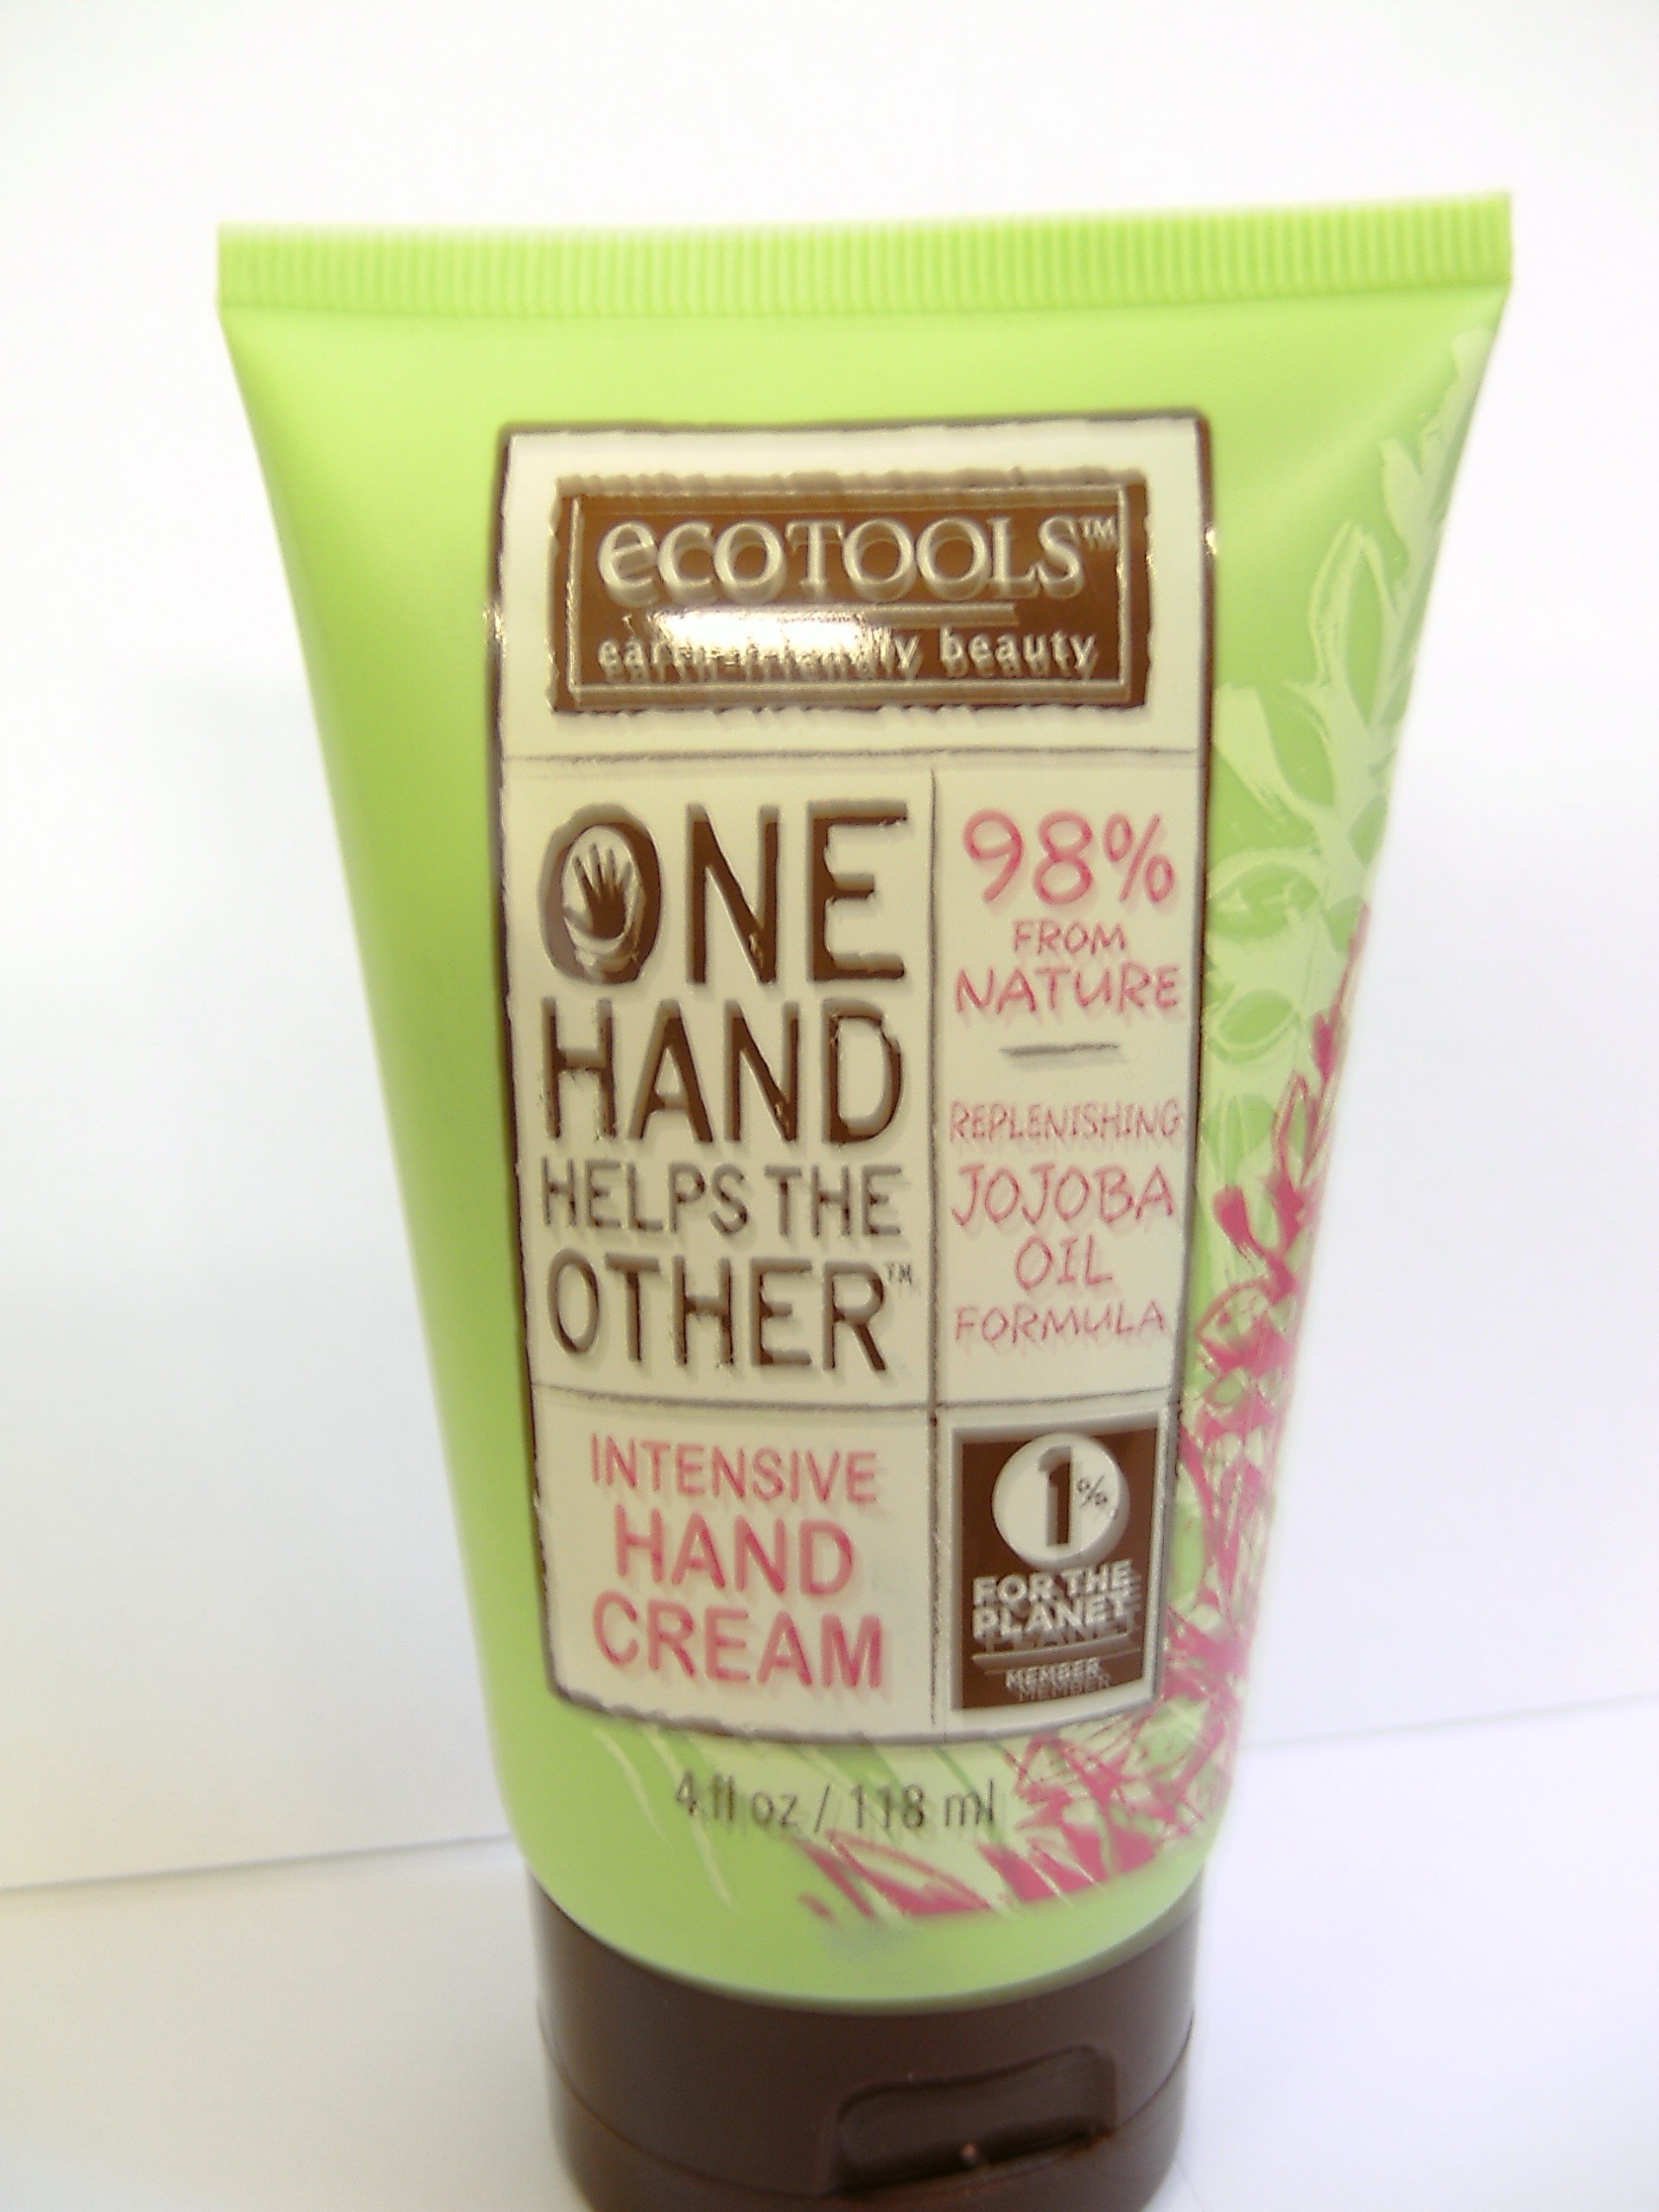 ecoTOOLS™
earth-friendly beauty
ONE
HAND
HELPS THE
OTHER™
98%
FROM
NATURE
REPLENISHING
JOJOBA
OIL
FORMULA
INTENSIVE
HAND
CREAM
1%
FOR THE
PLANET
MEMBER
4 fl oz / 118 ml